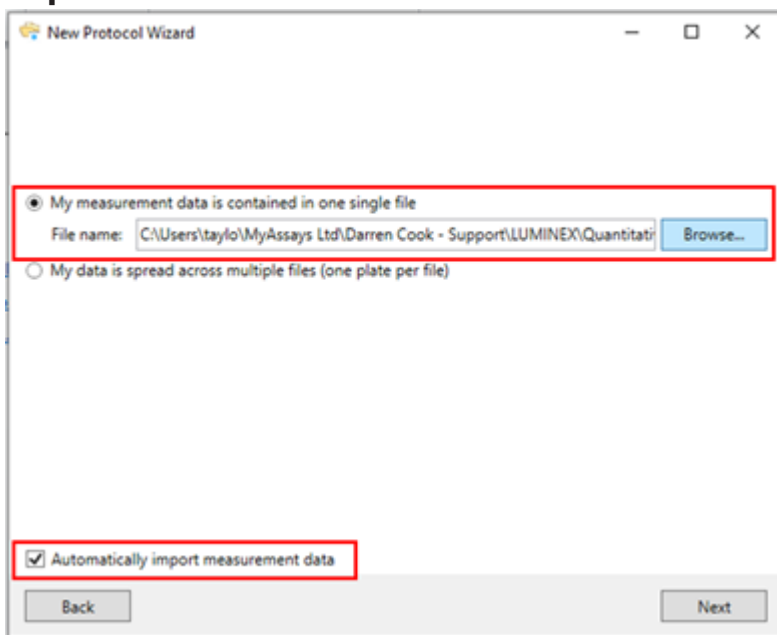 New Protocol Wizard
My measurement data is contained in one single file
File name: C:\Users\taylo\MyAssays Ltd\Darren Cook - Support\LUMINEX\Quantitati Browse...
My data is spread across multiple files (one plate per file)
Automatically import measurement data
Back Next